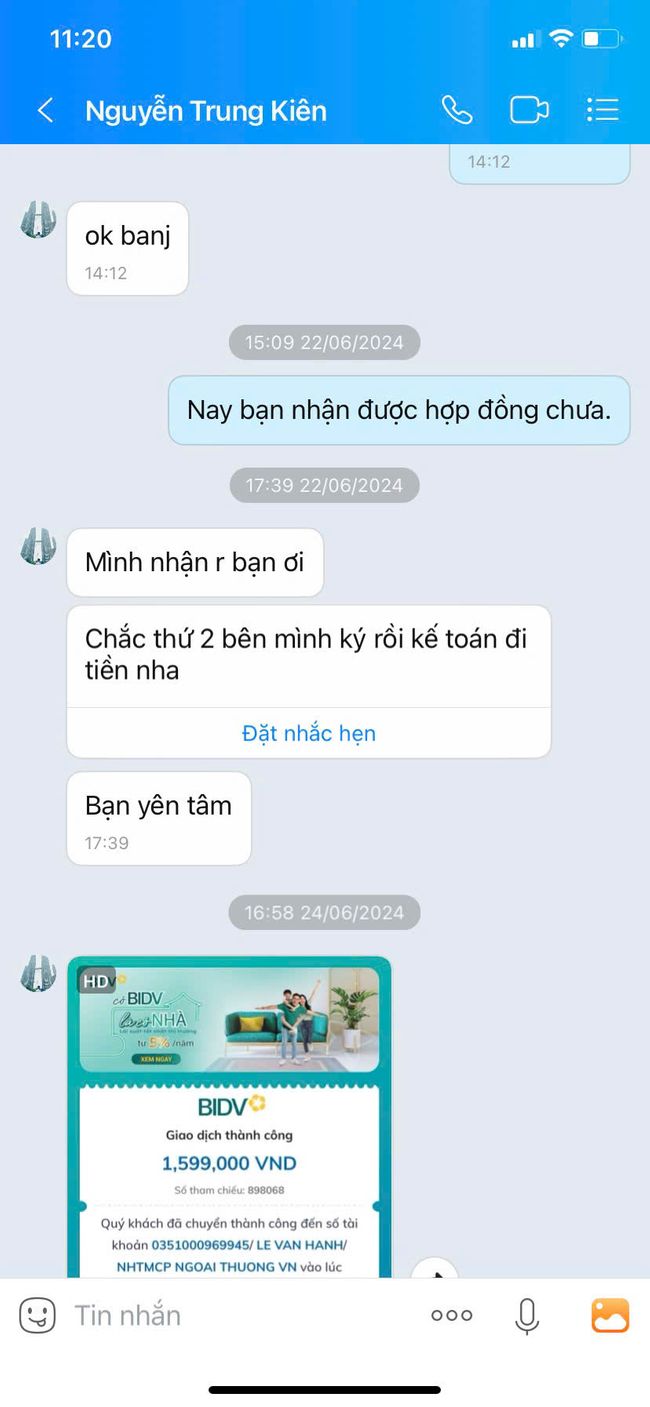 11:20
Nguyễn Trung Kiên
14:12
ok banj
14:12
15:09 22/06/2024
Nay bạn nhận được hợp đồng chưa.
17:39 22/06/2024
Mình nhận r bạn ơi
Chắc thứ 2 bên mình ký rồi kế toán đi
tiền nha
Đặt nhắc hẹn
Bạn yên tâm
17:39
16:58 24/06/2024
HD
có BIDV
NHÀ
từ 5% /năm
XEM NGAY
BIDV
Giao dịch thành công
1,599,000 VND
Số tham chiếu: 898068
Quý khách đã chuyển thành công đến số tài
khoản 0351000969945/ LE VAN HANH/
NHTMCP NGOAI THUONG VN vào lúc
Tin nhắn